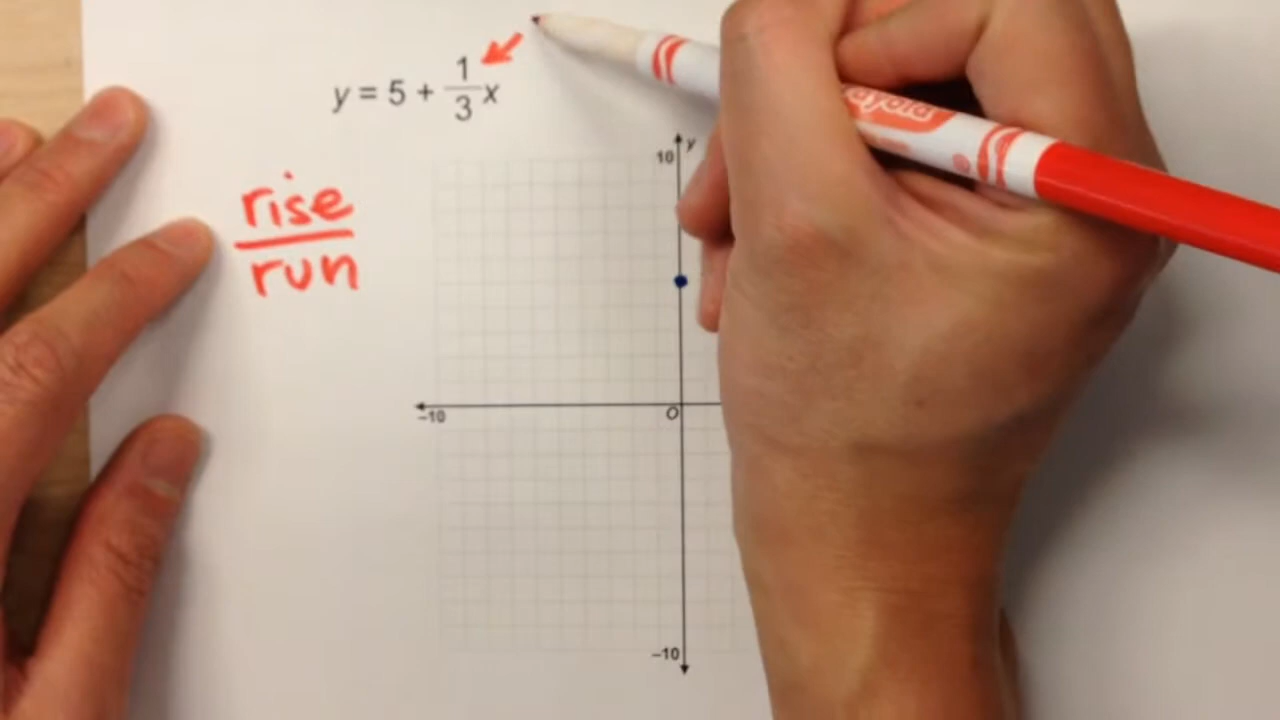 y = 5 + 1/3 x
rise
run
y
10
-10
O
-10